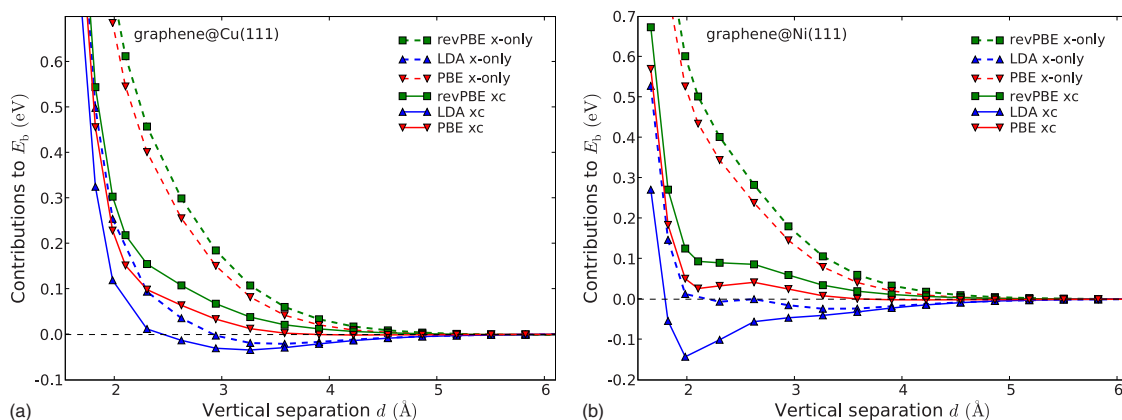 graphene@Cu(111)
revPBE x-only
LDA x-only
PBE x-only
revPBE xc
LDA xc
PBE xc
Contributions to E_b (eV)
0.6
0.5
0.4
0.3
0.2
0.1
0.0
-0.1
2 3 4 5 6
(a) Vertical separation d (Å)
graphene@Ni(111)
revPBE x-only
LDA x-only
PBE x-only
revPBE xc
LDA xc
PBE xc
Contributions to E_b (eV)
0.7
0.6
0.5
0.4
0.3
0.2
0.1
0.0
-0.1
-0.2
2 3 4 5 6
(b) Vertical separation d (Å)